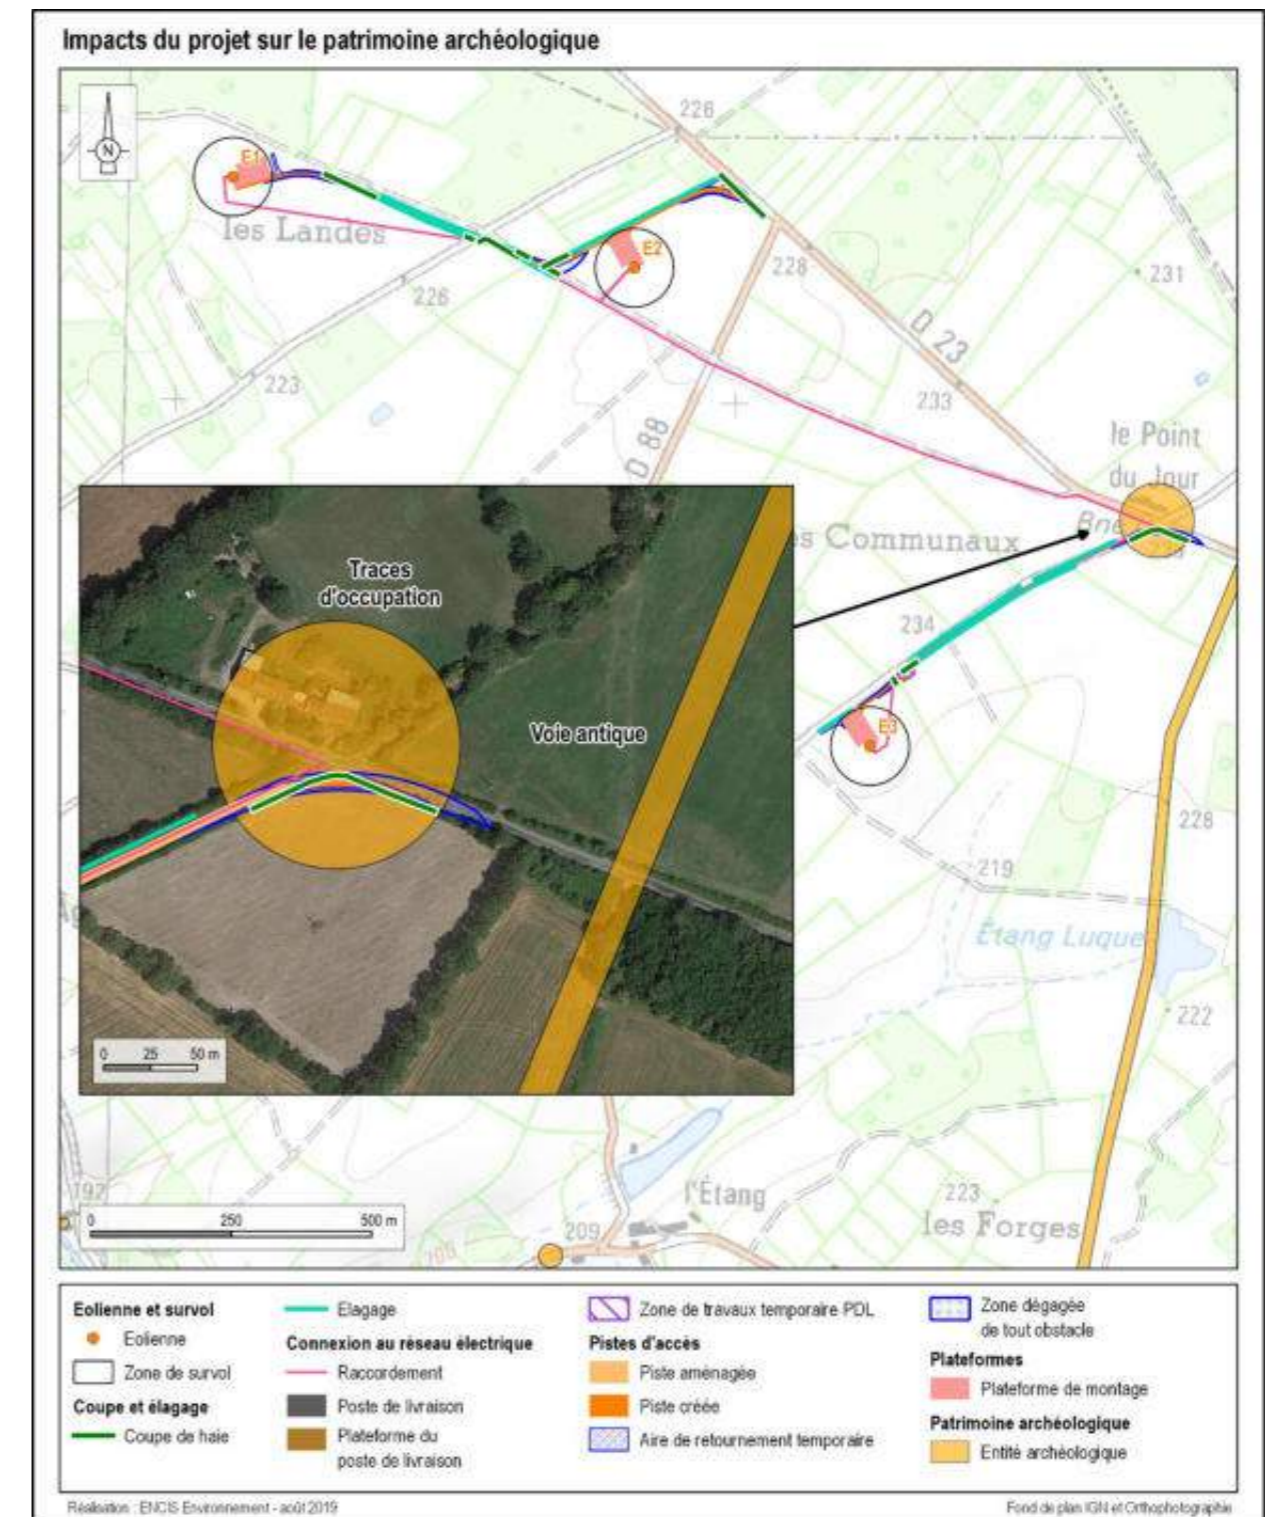 Impacts du projet sur le patrimoine archéologique
N
226
E1
les Landes
E2
228
231
226
D 23
223
233
D 88
le Point
du Jour
Bne
es Communaux
Traces
d'occupation
234
Voie antique
E3
228
219
Étang Luque
222
0 25 50 m
192
l'Étang
223
les Forges
0 250 500 m
209
Eolienne et survol
Eolienne
Zone de survol
Coupe et élagage
Coupe de haie
Elagage
Connexion au réseau électrique
Raccordement
Poste de livraison
Plateforme du
poste de livraison
Zone de travaux temporaire PDL
Pistes d'accès
Piste aménagée
Piste créée
Aire de retournement temporaire
Zone dégagée
de tout obstacle
Plateformes
Plateforme de montage
Patrimoine archéologique
Entité archéologique
Réalisation : ENCIS Environnement - août 2019
Fond de plan IGN et Orthophotographie